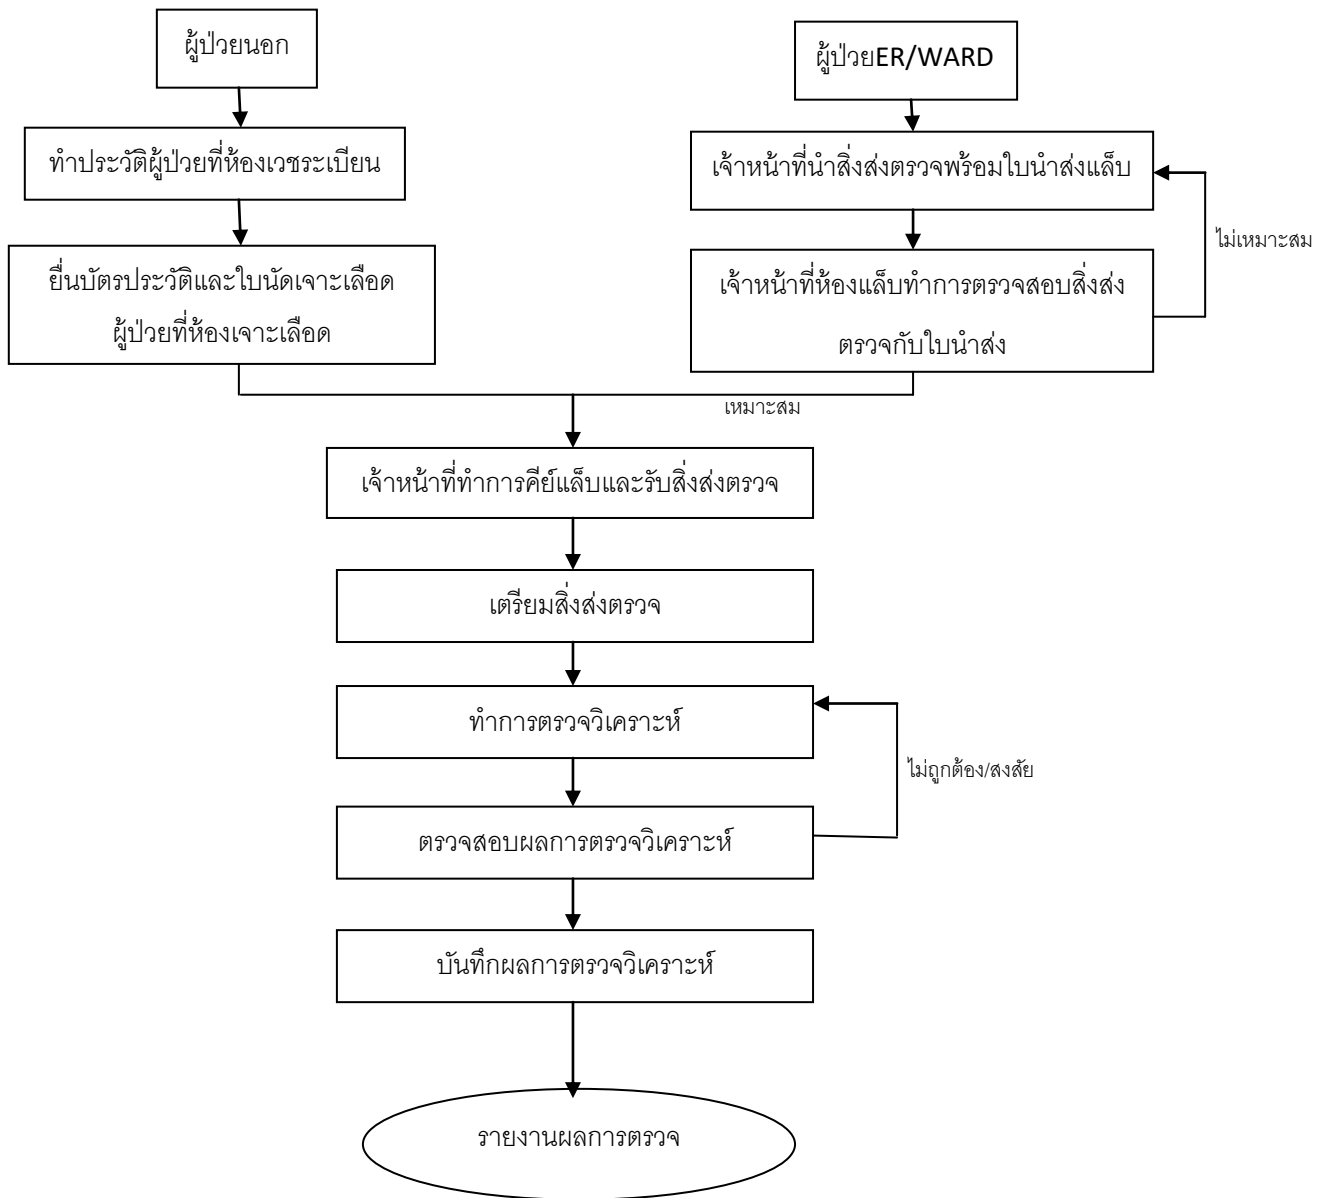 ผู้ป่วยนอก
ผู้ป่วยER/WARD
ทำประวัติผู้ป่วยที่ห้องเวชระเบียน
เจ้าหน้าที่นำสิ่งส่งตรวจพร้อมใบนำส่งแล็บ
ไม่เหมาะสม
ยื่นบัตรประวัติและใบนัดเจาะเลือด
ผู้ป่วยที่ห้องเจาะเลือด
เจ้าหน้าที่ห้องแล็บทำการตรวจสอบสิ่งส่ง
ตรวจกับใบนำส่ง
เหมาะสม
เจ้าหน้าที่ทำการคีย์แล็บและรับสิ่งส่งตรวจ
เตรียมสิ่งส่งตรวจ
ทำการตรวจวิเคราะห์
ไม่ถูกต้อง/สงสัย
ตรวจสอบผลการตรวจวิเคราะห์
บันทึกผลการตรวจวิเคราะห์
รายงานผลการตรวจ